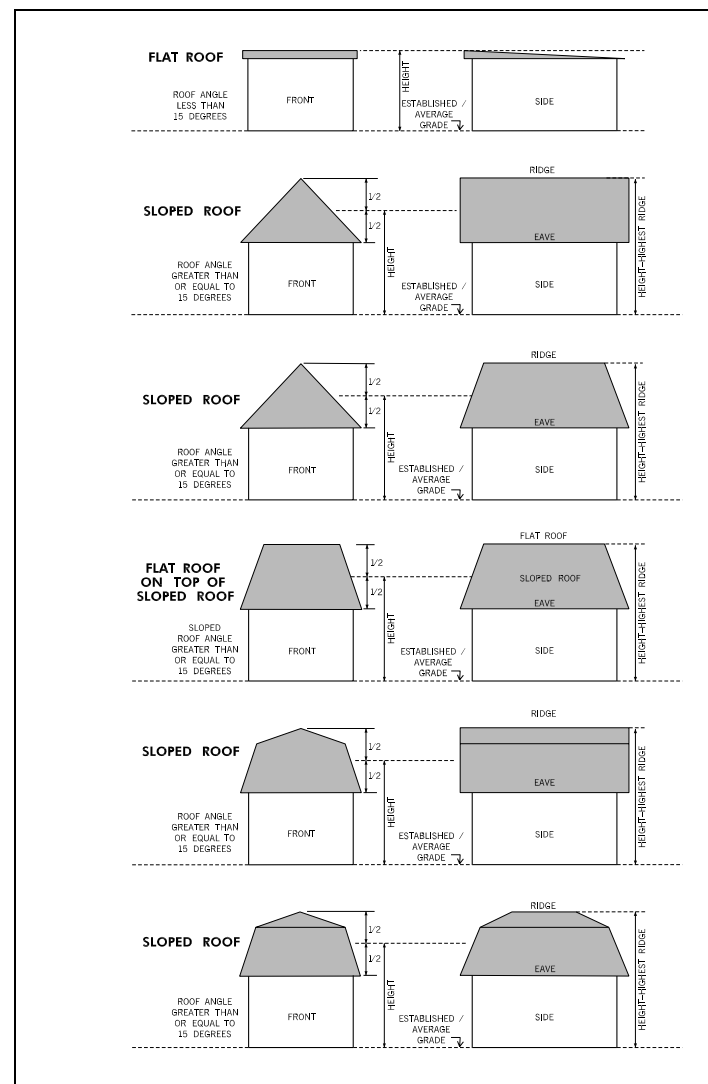 FLAT ROOF
ROOF ANGLE
LESS THAN
15 DEGREES
FRONT
HEIGHT
ESTABLISHED /
AVERAGE
GRADE
SIDE
SLOPED ROOF
ROOF ANGLE
GREATER THAN
OR EQUAL TO
15 DEGREES
FRONT
1/2
1/2
HEIGHT
ESTABLISHED /
AVERAGE
GRADE
RIDGE
EAVE
SIDE
HEIGHT-HIGHEST RIDGE
SLOPED ROOF
ROOF ANGLE
GREATER THAN
OR EQUAL TO
15 DEGREES
FRONT
1/2
1/2
HEIGHT
ESTABLISHED /
AVERAGE
GRADE
RIDGE
EAVE
SIDE
HEIGHT-HIGHEST RIDGE
FLAT ROOF
ON TOP OF
SLOPED ROOF
SLOPED
ROOF ANGLE
GREATER THAN
OR EQUAL TO
15 DEGREES
FRONT
1/2
1/2
HEIGHT
ESTABLISHED /
AVERAGE
GRADE
FLAT ROOF
SLOPED ROOF
EAVE
SIDE
HEIGHT-HIGHEST RIDGE
SLOPED ROOF
ROOF ANGLE
GREATER THAN
OR EQUAL TO
15 DEGREES
FRONT
1/2
1/2
HEIGHT
ESTABLISHED /
AVERAGE
GRADE
RIDGE
EAVE
SIDE
HEIGHT-HIGHEST RIDGE
SLOPED ROOF
ROOF ANGLE
GREATER THAN
OR EQUAL TO
15 DEGREES
FRONT
1/2
1/2
HEIGHT
ESTABLISHED /
AVERAGE
GRADE
RIDGE
EAVE
SIDE
HEIGHT-HIGHEST RIDGE